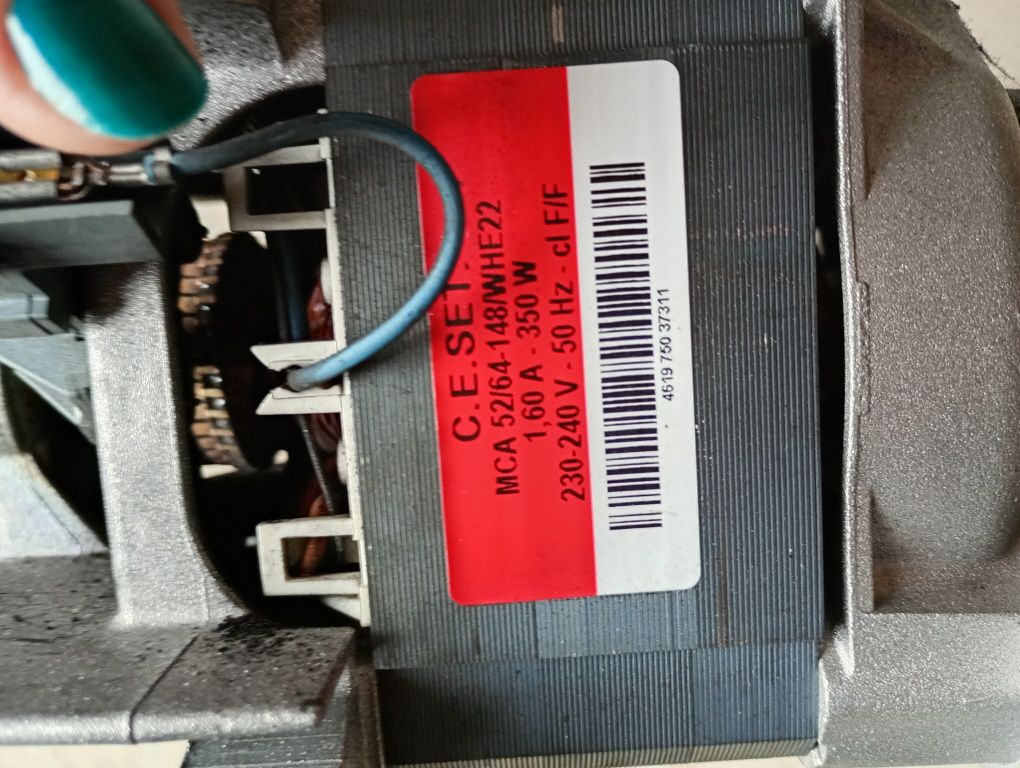 C.E.SET.
MCA 52/64-148/WHE22
1,60 A - 350 W
230-240 V - 50 Hz - cl F/F
4619 750 37311